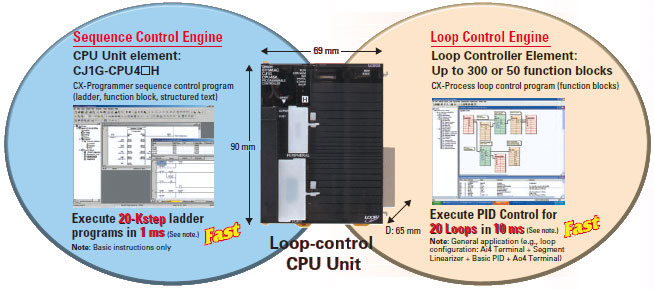 Sequence Control Engine
CPU Unit element:
CJ1G-CPU4□H
CX-Programmer sequence control program
(ladder, function block, structured text)
Execute 20-Kstep ladder
programs in 1 ms (See note.)
Fast
Note: Basic instructions only
69 mm
90 mm
D: 65 mm
H
PERIPHERAL
Loop-control
CPU Unit
Loop Control Engine
Loop Controller Element:
Up to 300 or 50 function blocks
CX-Process loop control program (function blocks)
Execute PID Control for
20 Loops in 10 ms (See note.)
Fast
Note: General application (e.g., loop
configuration: Ai4 Terminal + Segment
Linearizer + Basic PID + Ao4 Terminal)